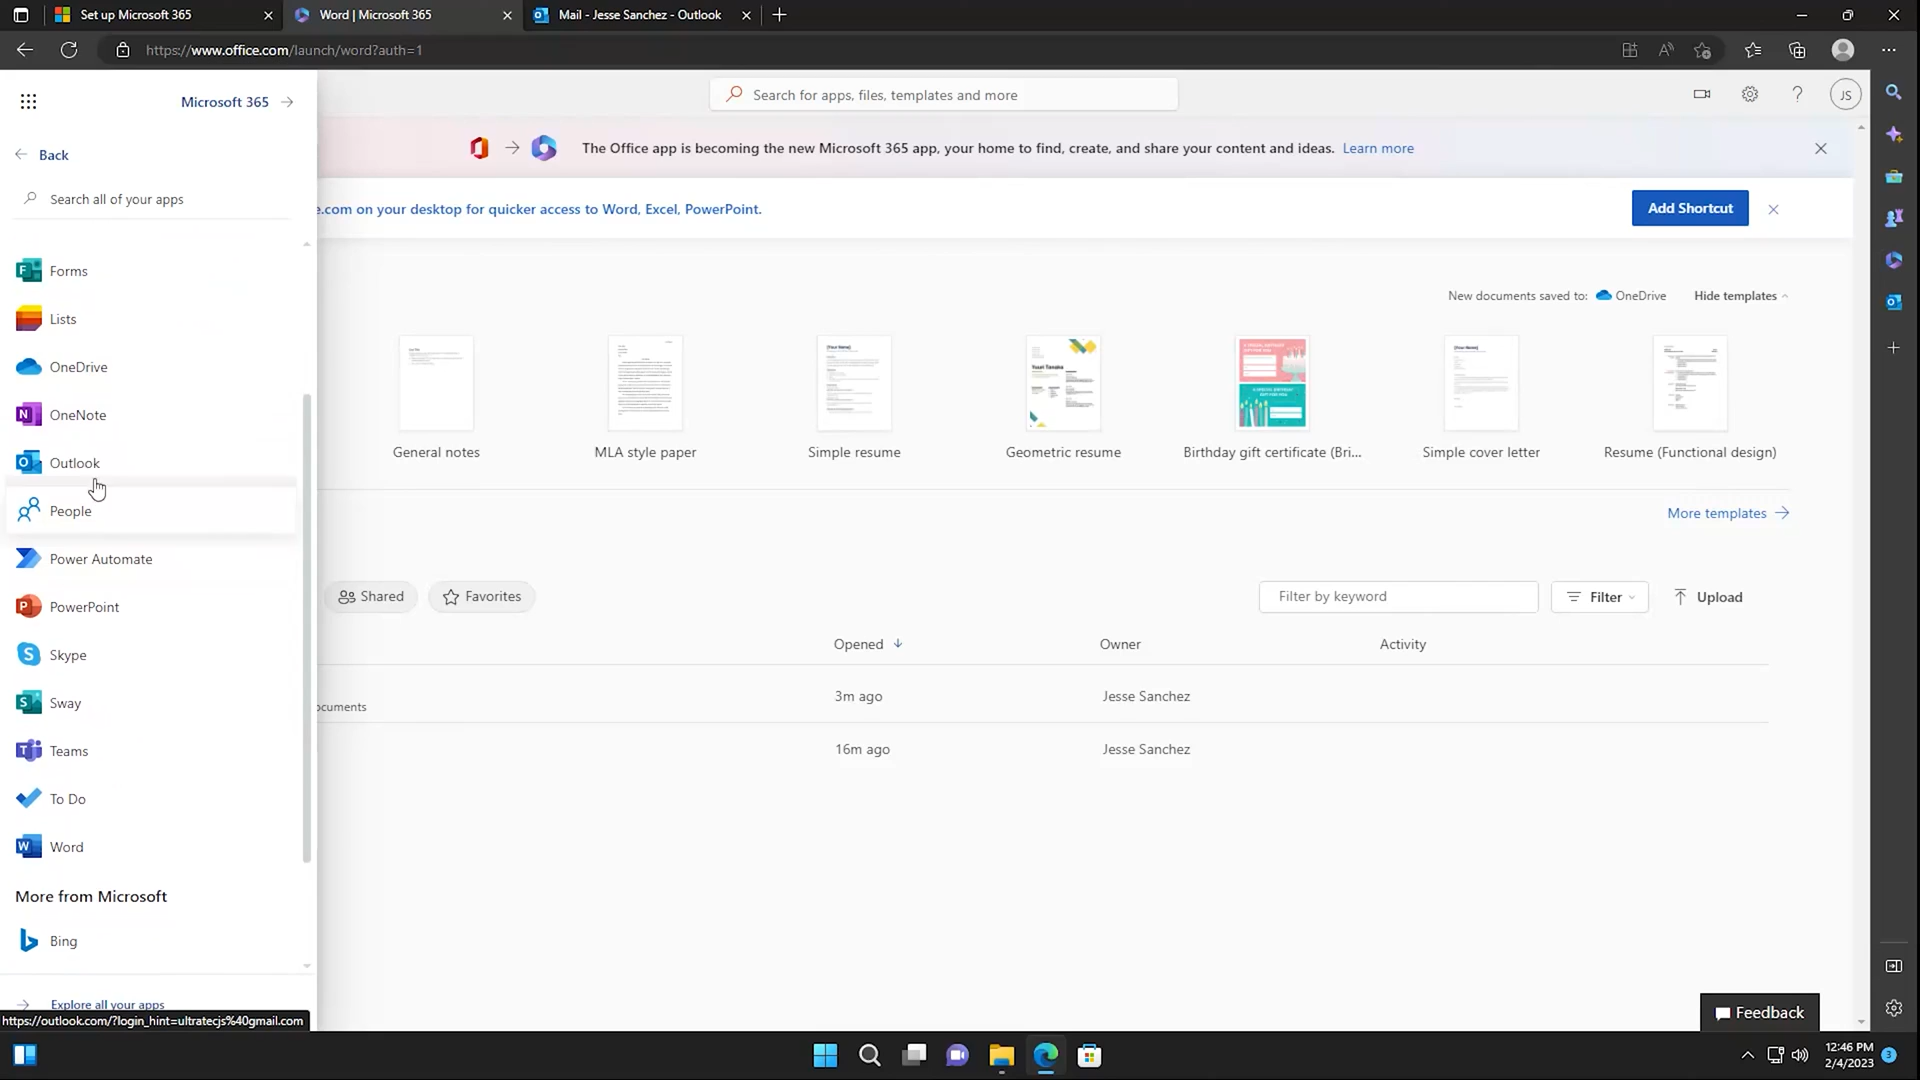 Set up Microsoft 365
Word | Microsoft 365
Mail - Jesse Sanchez - Outlook
https://www.office.com/launch/word?auth=1
Microsoft 365
Search for apps, files, templates and more
JS
Back
The Office app is becoming the new Microsoft 365 app, your home to find, create, and share your content and ideas. Learn more
Search all of your apps
e.com on your desktop for quicker access to Word, Excel, PowerPoint.
Add Shortcut
Forms
Lists
OneDrive
OneNote
Outlook
People
Power Automate
PowerPoint
Skype
Sway
Teams
To Do
Word
More from Microsoft
Bing
Explore all your apps
https://outlook.com/?login_hint=ultratecjs%40gmail.com
New documents saved to: OneDrive
Hide templates
General notes
MLA style paper
Simple resume
Geometric resume
Birthday gift certificate (Bri...
Simple cover letter
Resume (Functional design)
More templates
Shared
Favorites
Filter by keyword
Filter
Upload
Opened
Owner
Activity
3m ago
Jesse Sanchez
ocuments
16m ago
Jesse Sanchez
Feedback
12:46 PM
2/4/2023
3